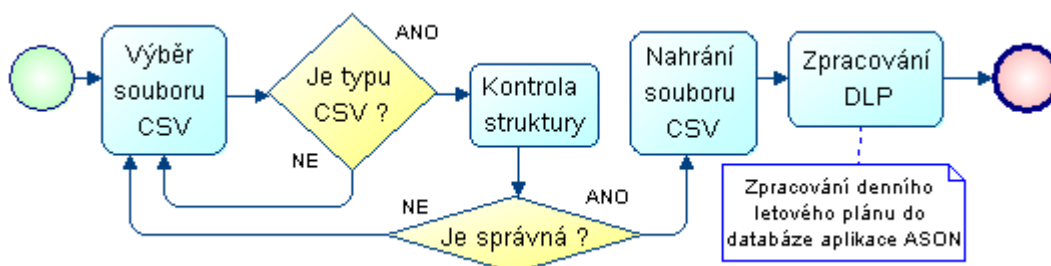 Výběr
souboru
CSV
Je typu
CSV ?
ANO
NE
Kontrola
struktury
Je správná ?
NE
ANO
Nahrání
souboru
CSV
Zpracování
DLP
Zpracování denního
letového plánu do
databáze aplikace ASON